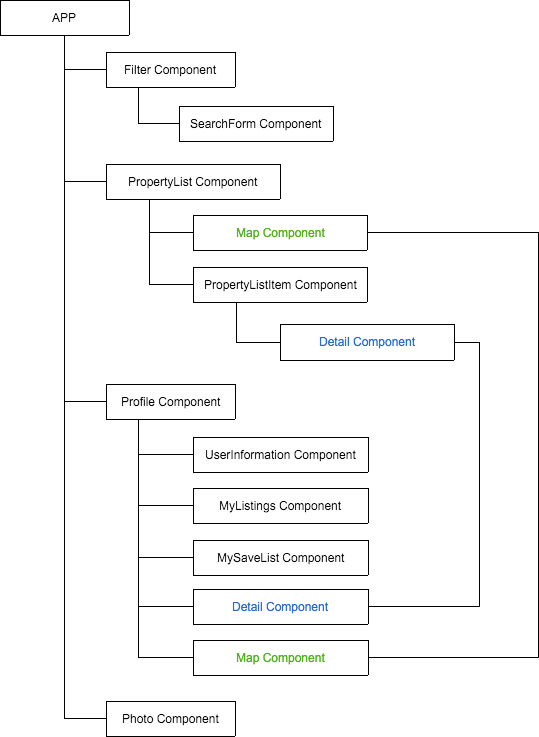 APP
Filter Component
SearchForm Component
PropertyList Component
Map Component
PropertyListItem Component
Detail Component
Profile Component
UserInformation Component
MyListings Component
MySaveList Component
Detail Component
Map Component
Photo Component